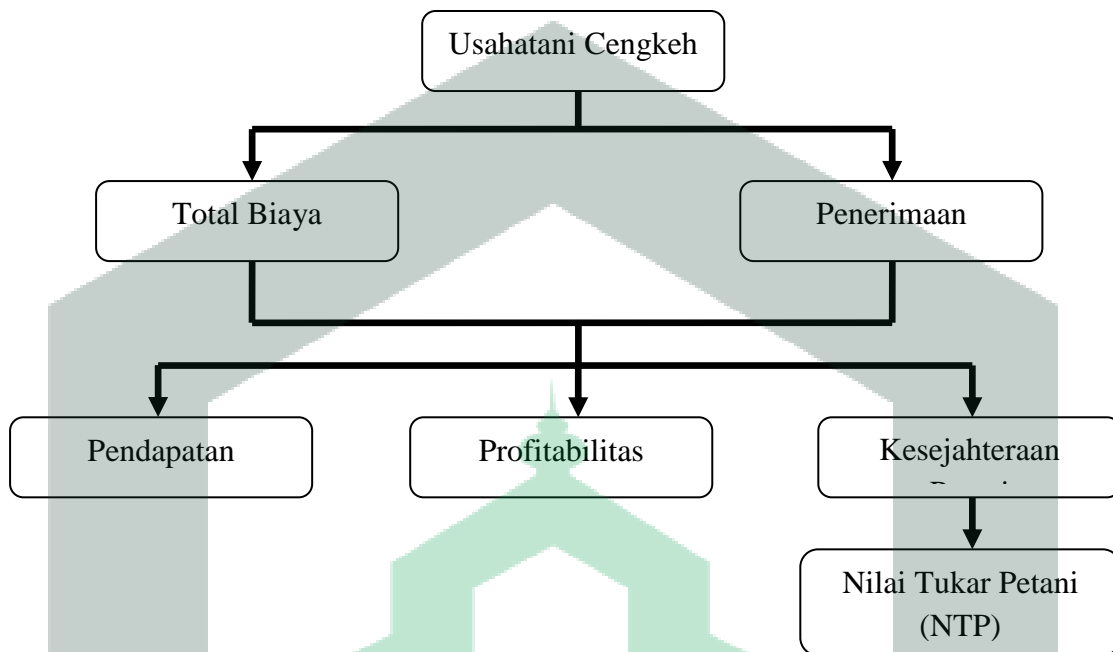 Usahatani Cengkeh
Total Biaya
Penerimaan
Pendapatan
Profitabilitas
Kesejahteraan
Nilai Tukar Petani
(NTP)